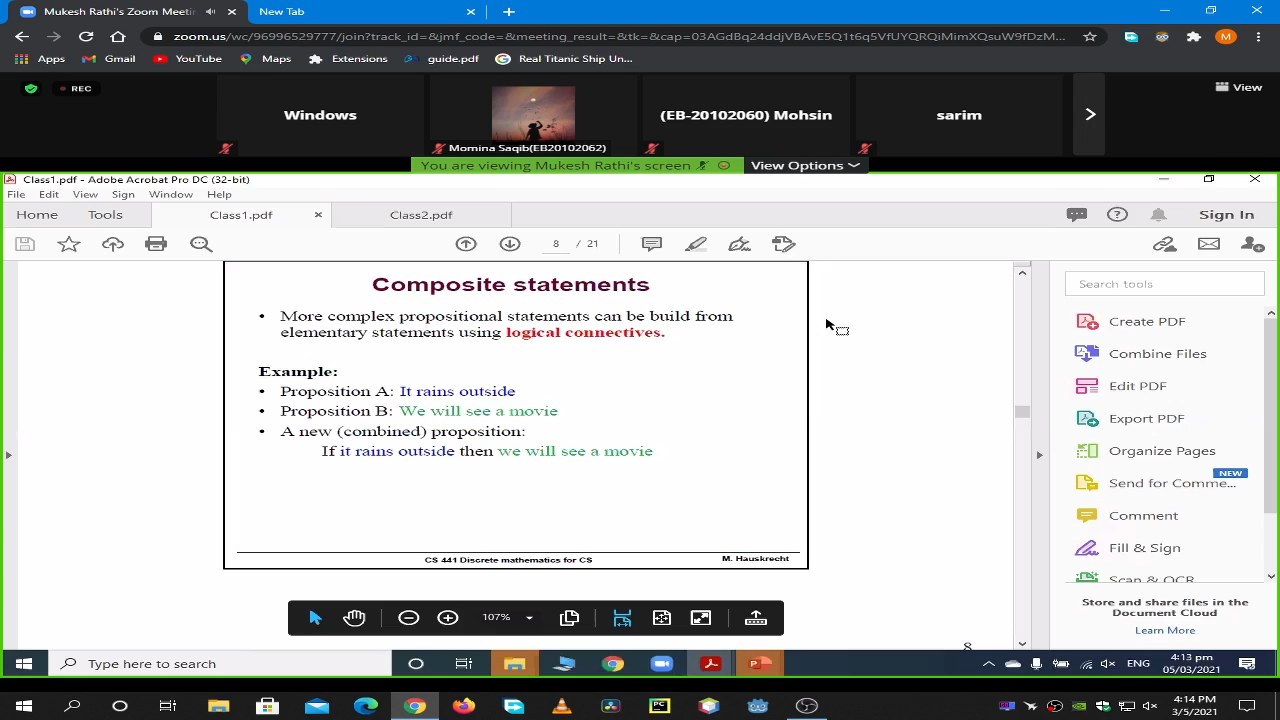 Mukesh Rathi's Zoom Meeti
New Tab
zoom.us/wc/96996529777/join?track_id=&jmf_code=&meeting_result=&tk=&cap=03AGdBq24ddjVBAvE5Q1t6q5VfUYQRQjMimXQsuW9fDzM...
M
Apps
Gmail
YouTube
Maps
Extensions
guide.pdf
Real Titanic Ship Un...
REC
View
Windows
Momina Saqib(EB20102062)
(EB-20102060) Mohsin
sarim
You are viewing Mukesh Rathi's screen
View Options
Class1.pdf - Adobe Acrobat Pro DC (32-bit)
File Edit View Sign Window Help
Home Tools Class1.pdf Class2.pdf Sign In
8 / 21
Composite statements
• More complex propositional statements can be build from
elementary statements using logical connectives.
Example:
• Proposition A: It rains outside
• Proposition B: We will see a movie
• A new (combined) proposition:
If it rains outside then we will see a movie
CS 441 Discrete mathematics for CS
M. Hauskrecht
8
107%
Search tools
Create PDF
Combine Files
Edit PDF
Export PDF
Organize Pages
NEW
Send for Comme...
Comment
Fill & Sign
Scan & OCR
Store and share files in the
Document Cloud
Learn More
Type here to search
ENG
4:13 pm
05/03/2021
PC
4:14 PM
3/5/2021